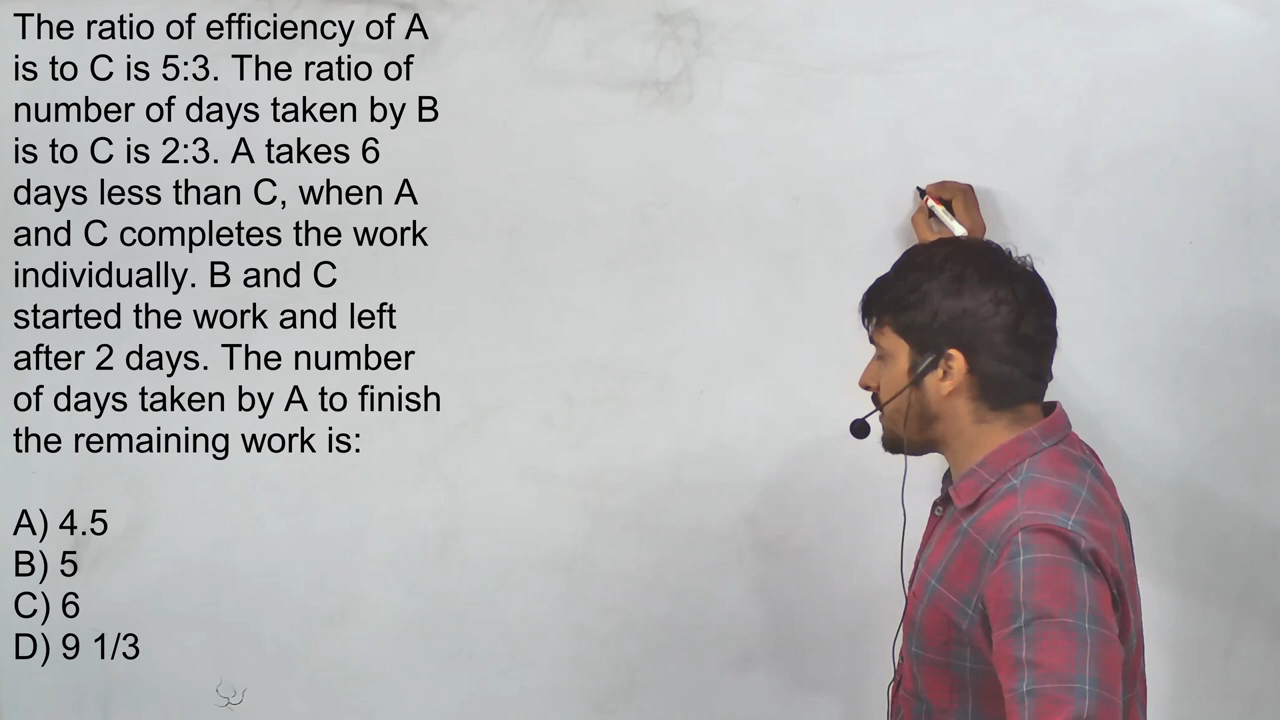 The ratio of efficiency of A
is to C is 5:3. The ratio of
number of days taken by B
is to C is 2:3. A takes 6
days less than C, when A
and C completes the work
individually. B and C
started the work and left
after 2 days. The number
of days taken by A to finish
the remaining work is:
A) 4.5
B) 5
C) 6
D) 9 1/3